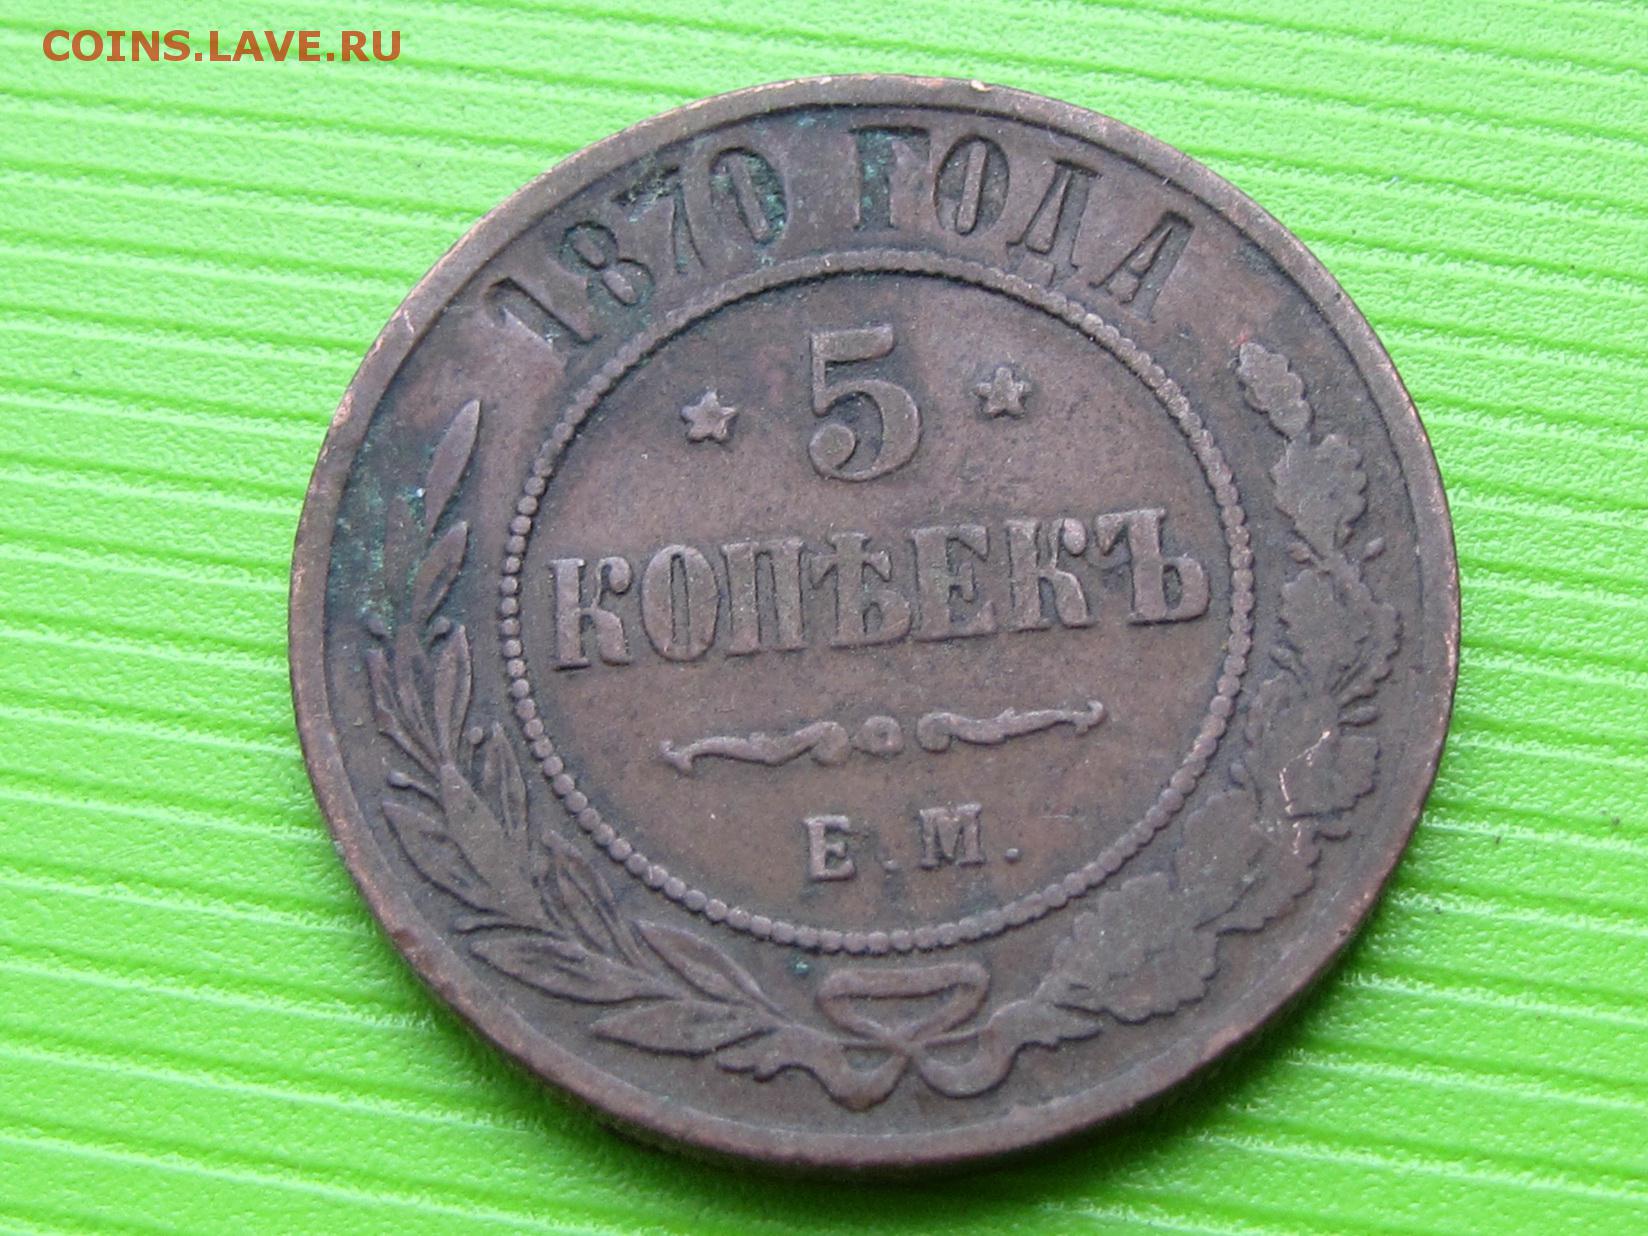 COINS.LAVE.RU
1870 ГОДА
5
КОПѢЕКЪ
Е.М.